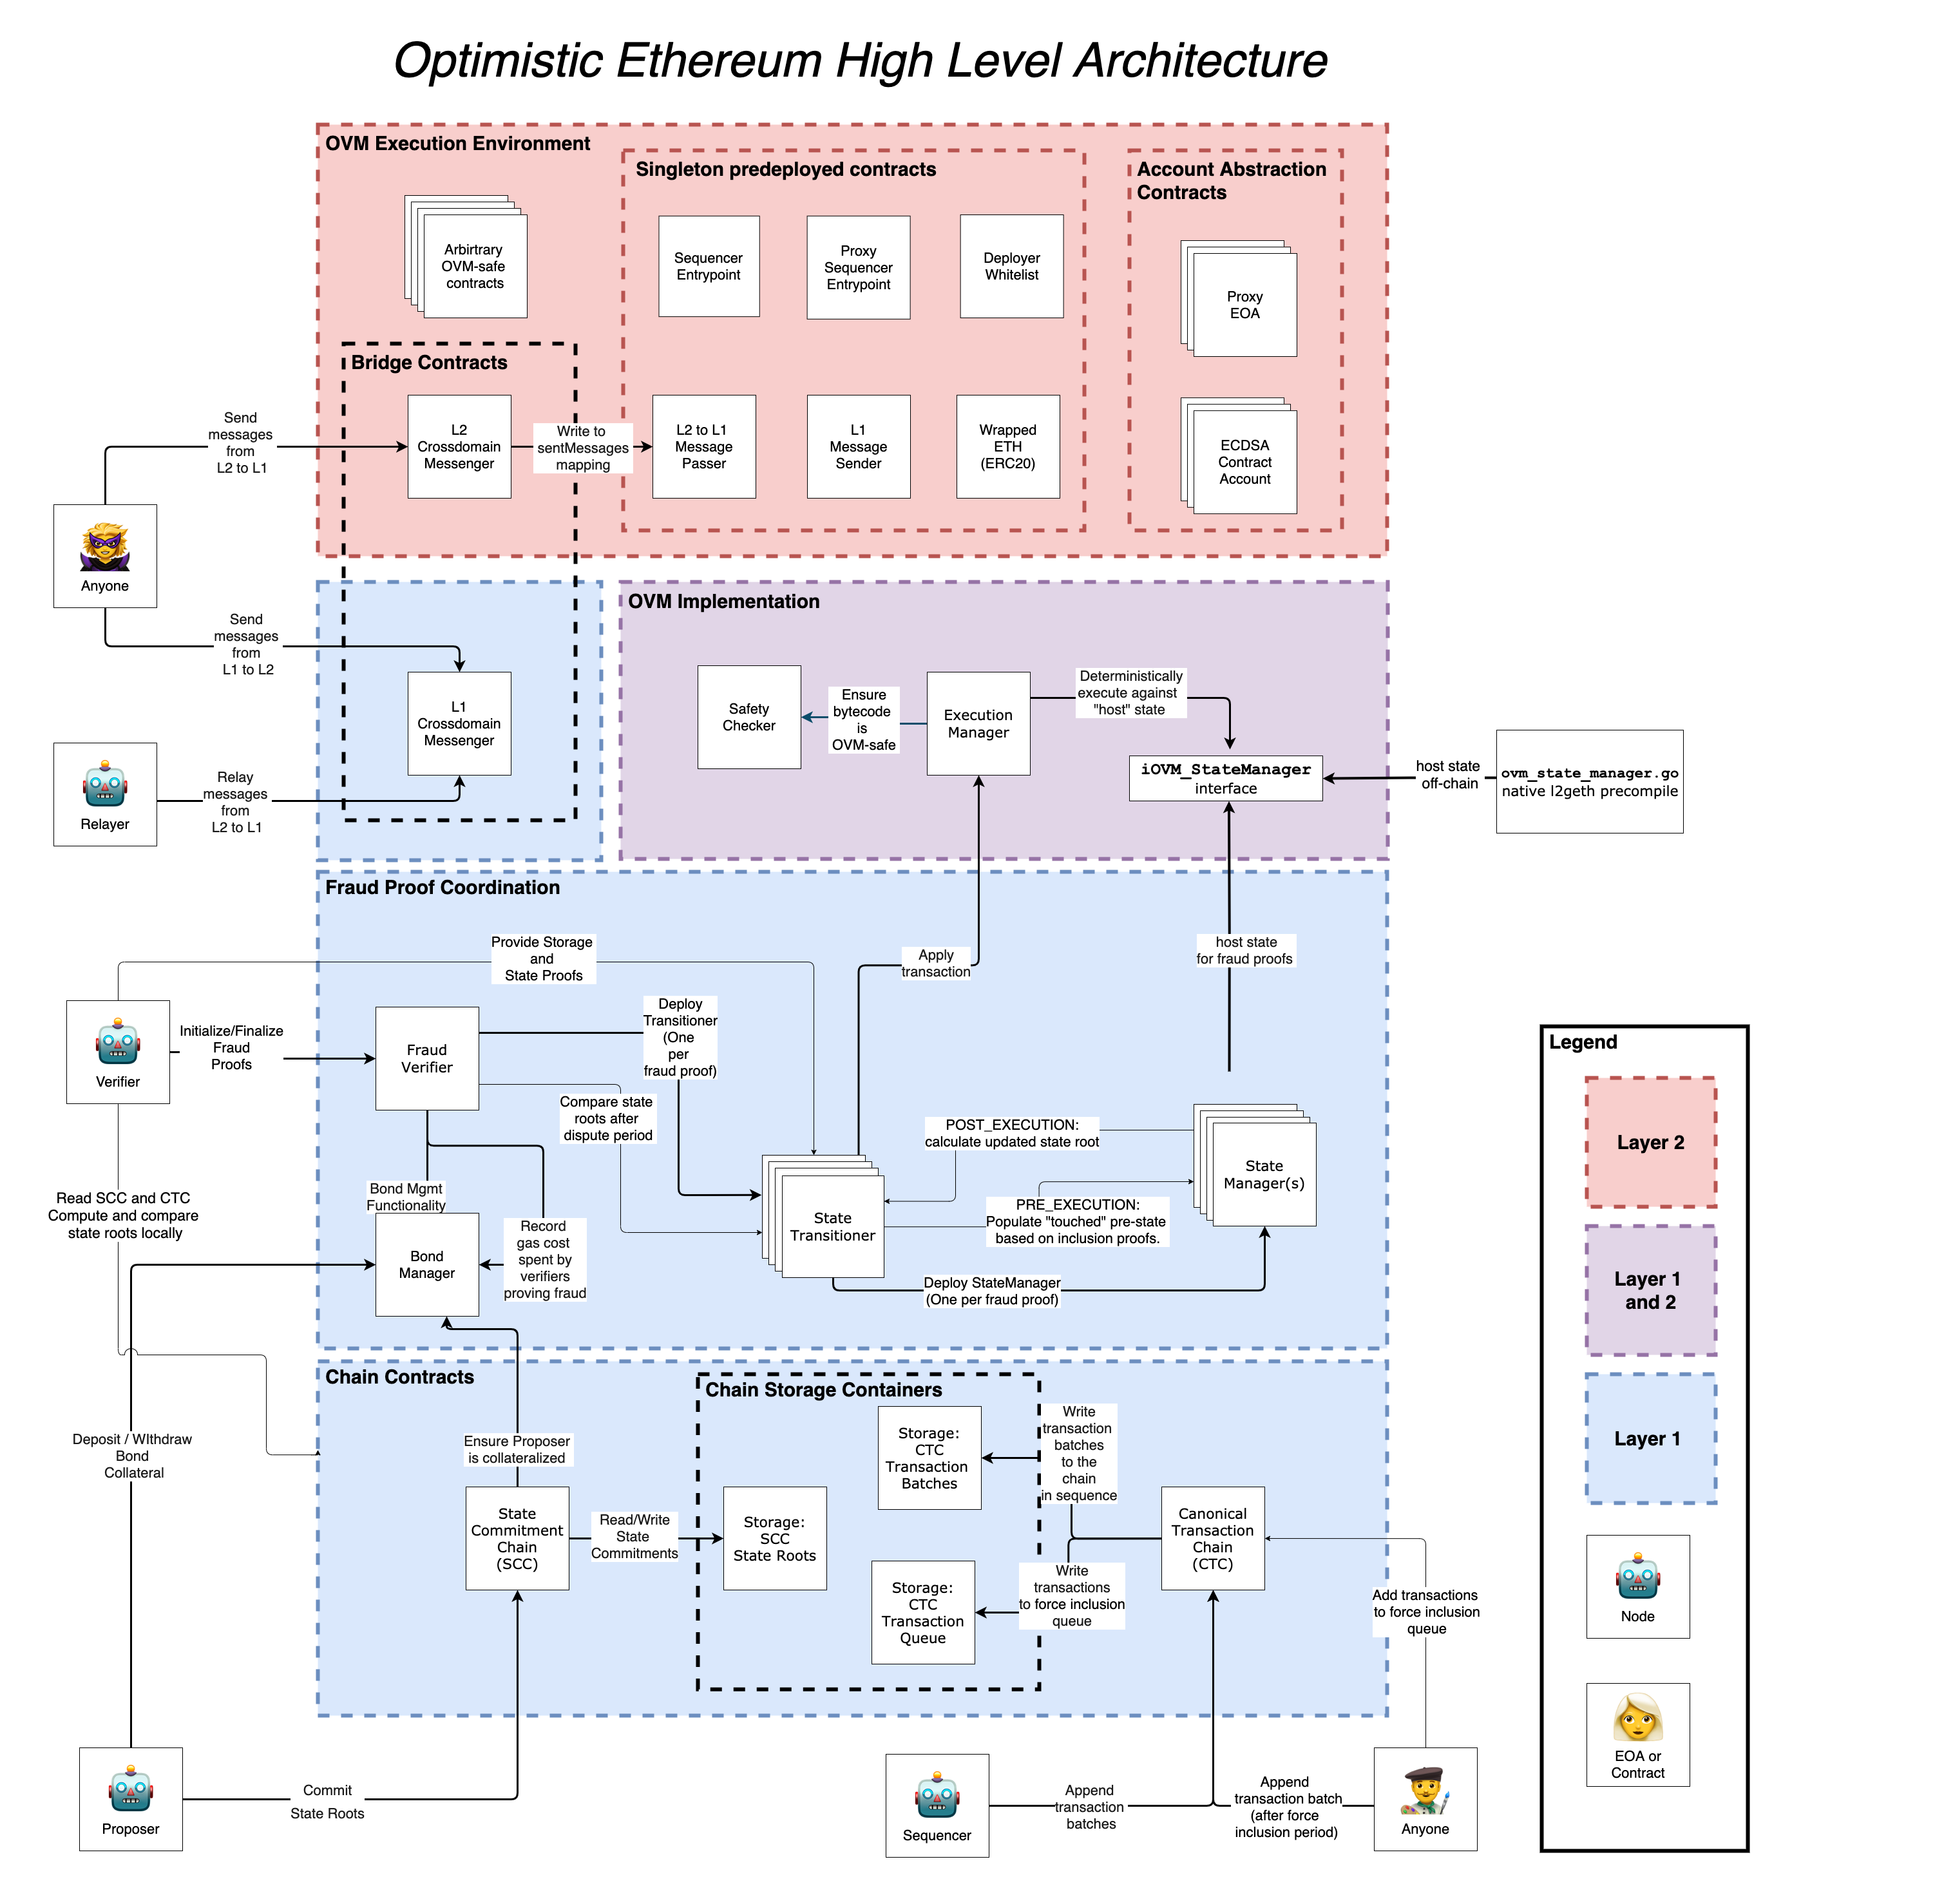 Optimistic Ethereum High Level Architecture
OVM Execution Environment
Arbirtrary
OVM-safe
contracts
Singleton predeployed contracts
Sequencer
Entrypoint
Proxy
Sequencer
Entrypoint
Deployer
Whitelist
Account Abstraction
Contracts
Proxy
EOA
Bridge Contracts
Send
messages
from
L2 to L1
L2
Crossdomain
Messenger
Write to
sentMessages
mapping
L2 to L1
Message
Passer
L1
Message
Sender
Wrapped
ETH
(ERC20)
ECDSA
Contract
Account
Anyone
Send
messages
from
L1 to L2
L1
Crossdomain
Messenger
Relayer
Relay
messages
from
L2 to L1
OVM Implementation
Safety
Checker
Ensure
bytecode
is
OVM-safe
Execution
Manager
Deterministically
execute against
"host" state
iOVM_StateManager
interface
host state
off-chain
ovm_state_manager.go
native l2geth precompile
Fraud Proof Coordination
Provide Storage
and
State Proofs
Apply
transaction
host state
for fraud proofs
Verifier
Initialize/Finalize
Fraud
Proofs
Fraud
Verifier
Deploy
Transitioner
(One
per
fraud proof)
Compare state
roots after
dispute period
POST_EXECUTION:
calculate updated state root
State
Manager(s)
PRE_EXECUTION:
Populate "touched" pre-state
based on inclusion proofs.
State
Transitioner
Deploy StateManager
(One per fraud proof)
Bond Mgmt
Functionality
Record
gas cost
spent by
verifiers
proving fraud
Bond
Manager
Read SCC and CTC
Compute and compare
state roots locally
Chain Contracts
Ensure Proposer
is collateralized
State
Commitment
Chain
(SCC)
Read/Write
State
Commitments
Chain Storage Containers
Storage:
CTC
Transaction
Batches
Storage:
SCC
State Roots
Storage:
CTC
Transaction
Queue
Write
transaction
batches
to the
chain
in sequence
Write
transactions
to force inclusion
queue
Canonical
Transaction
Chain
(CTC)
Add transactions
to force inclusion
queue
Deposit / WIthdraw
Bond
Collateral
Proposer
Commit
State Roots
Sequencer
Append
transaction
batches
Append
transaction batch
(after force
inclusion period)
Anyone
Legend
Layer 2
Layer 1
and 2
Layer 1
Node
EOA or
Contract